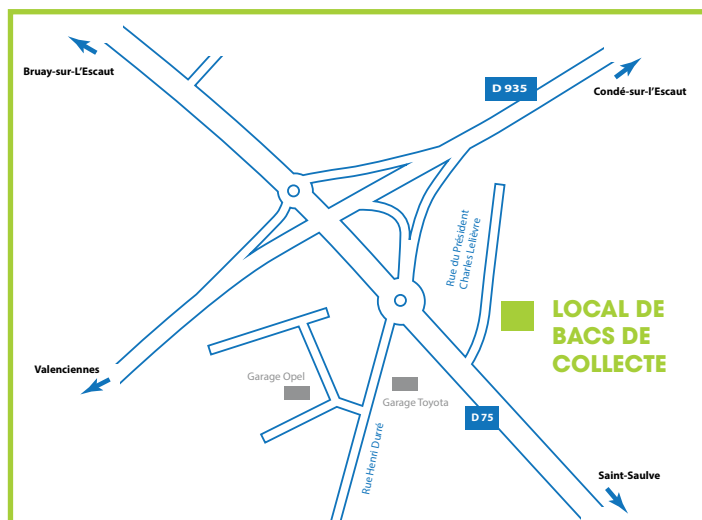 Bruay-sur-L'Escaut
D 935
Condé-sur-l'Escaut
Rue du Président
Charles Lelièvre
LOCAL DE
BACS DE
COLLECTE
Valenciennes
Garage Opel
Garage Toyota
D 75
Rue Henri Durré
Saint-Saulve